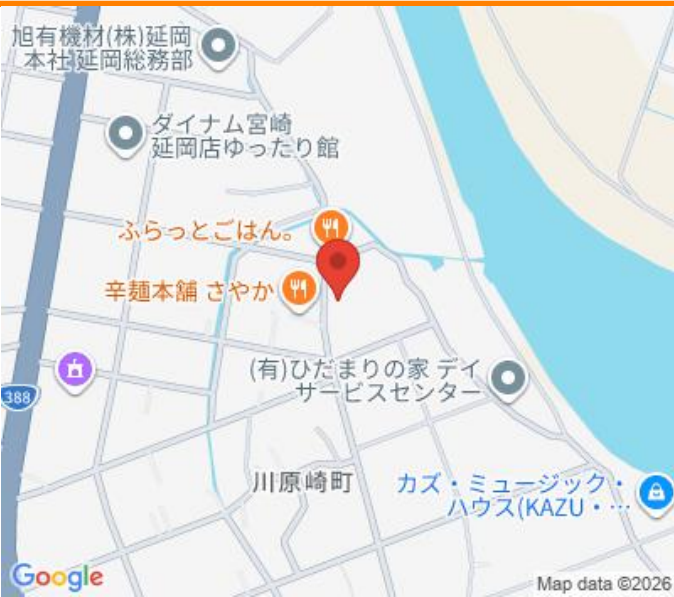 旭有機材(株)延岡
本社 延岡総務部
ダイナム宮崎
延岡店ゆったり館
ふらっとごはん。
辛麺本舗 さやか
(有)ひだまりの家 デイ
サービスセンター
388
川原崎町
カズ・ミュージック・
ハウス(KAZU・…
Google
Map data ©2026